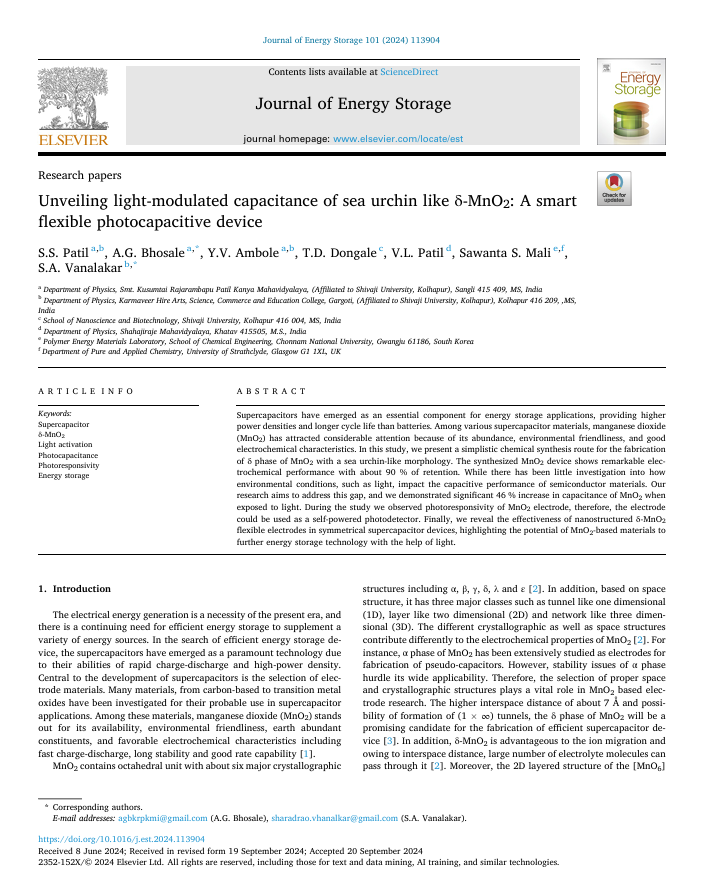 Journal of Energy Storage 101 (2024) 113904
Contents lists available at ScienceDirect
Journal of Energy Storage
journal homepage: www.elsevier.com/locate/est
ELSEVIER
Energy
Storage
Check for
updates
Research papers
Unveiling light-modulated capacitance of sea urchin like δ-MnO₂: A smart
flexible photocapacitive device
S.S. Patil ᵃ,ᵇ, A.G. Bhosale ᵃ,*, Y.V. Ambole ᵃ,ᵇ, T.D. Dongale ᶜ, V.L. Patil ᵈ, Sawanta S. Mali ᵉ,ᶠ,
S.A. Vanalakar ᵇ,*
ᵃ Department of Physics, Smt. Kusumtai Rajarambapu Patil Kanya Mahavidyalaya, (Affiliated to Shivaji University, Kolhapur), Sangli 415 409, MS, India
ᵇ Department of Physics, Karmaveer Hire Arts, Science, Commerce and Education College, Gargoti, (Affiliated to Shivaji University, Kolhapur), Kolhapur 416 209, ,MS,
India
ᶜ School of Nanoscience and Biotechnology, Shivaji University, Kolhapur 416 004, MS, India
ᵈ Department of Physics, Shahajiraje Mahavidyalaya, Khatav 415505, M.S., India
ᵉ Polymer Energy Materials Laboratory, School of Chemical Engineering, Chonnam National University, Gwangju 61186, South Korea
ᶠ Department of Pure and Applied Chemistry, University of Strathclyde, Glasgow G1 1XL, UK
ARTICLE INFO
Keywords:
Supercapacitor
δ-MnO₂
Light activation
Photocapacitance
Photoresponsivity
Energy storage
ABSTRACT
Supercapacitors have emerged as an essential component for energy storage applications, providing higher
power densities and longer cycle life than batteries. Among various supercapacitor materials, manganese dioxide
(MnO₂) has attracted considerable attention because of its abundance, environmental friendliness, and good
electrochemical characteristics. In this study, we present a simplistic chemical synthesis route for the fabrication
of δ phase of MnO₂ with a sea urchin-like morphology. The synthesized MnO₂ device shows remarkable elec-
trochemical performance with about 90 % of retention. While there has been little investigation into how
environmental conditions, such as light, impact the capacitive performance of semiconductor materials. Our
research aims to address this gap, and we demonstrated significant 46 % increase in capacitance of MnO₂ when
exposed to light. During the study we observed photoresponsivity of MnO₂ electrode, therefore, the electrode
could be used as a self-powered photodetector. Finally, we reveal the effectiveness of nanostructured δ-MnO₂
flexible electrodes in symmetrical supercapacitor devices, highlighting the potential of MnO₂-based materials to
further energy storage technology with the help of light.
1. Introduction
The electrical energy generation is a necessity of the present era, and
there is a continuing need for efficient energy storage to supplement a
variety of energy sources. In the search of efficient energy storage de-
vice, the supercapacitors have emerged as a paramount technology due
to their abilities of rapid charge-discharge and high-power density.
Central to the development of supercapacitors is the selection of elec-
trode materials. Many materials, from carbon-based to transition metal
oxides have been investigated for their probable use in supercapacitor
applications. Among these materials, manganese dioxide (MnO₂) stands
out for its availability, environmental friendliness, earth abundant
constituents, and favorable electrochemical characteristics including
fast charge-discharge, long stability and good rate capability [1].
MnO₂ contains octahedral unit with about six major crystallographic
structures including α, β, γ, δ, λ and ε [2]. In addition, based on space
structure, it has three major classes such as tunnel like one dimensional
(1D), layer like two dimensional (2D) and network like three dimen-
sional (3D). The different crystallographic as well as space structures
contribute differently to the electrochemical properties of MnO₂ [2]. For
instance, α phase of MnO₂ has been extensively studied as electrodes for
fabrication of pseudo-capacitors. However, stability issues of α phase
hurdle its wide applicability. Therefore, the selection of proper space
and crystallographic structures plays a vital role in MnO₂ based elec-
trode research. The higher interspace distance of about 7 Å and possi-
bility of formation of (1 × ∞) tunnels, the δ phase of MnO₂ will be a
promising candidate for the fabrication of efficient supercapacitor de-
vice [3]. In addition, δ-MnO₂ is advantageous to the ion migration and
owing to interspace distance, large number of electrolyte molecules can
pass through it [2]. Moreover, the 2D layered structure of the [MnO₆]
* Corresponding authors.
E-mail addresses: agbkrpkmi@gmail.com (A.G. Bhosale), sharadrao.vhanalkar@gmail.com (S.A. Vanalakar).
https://doi.org/10.1016/j.est.2024.113904
Received 8 June 2024; Received in revised form 19 September 2024; Accepted 20 September 2024
2352-152X/© 2024 Elsevier Ltd. All rights are reserved, including those for text and data mining, AI training, and similar technologies.